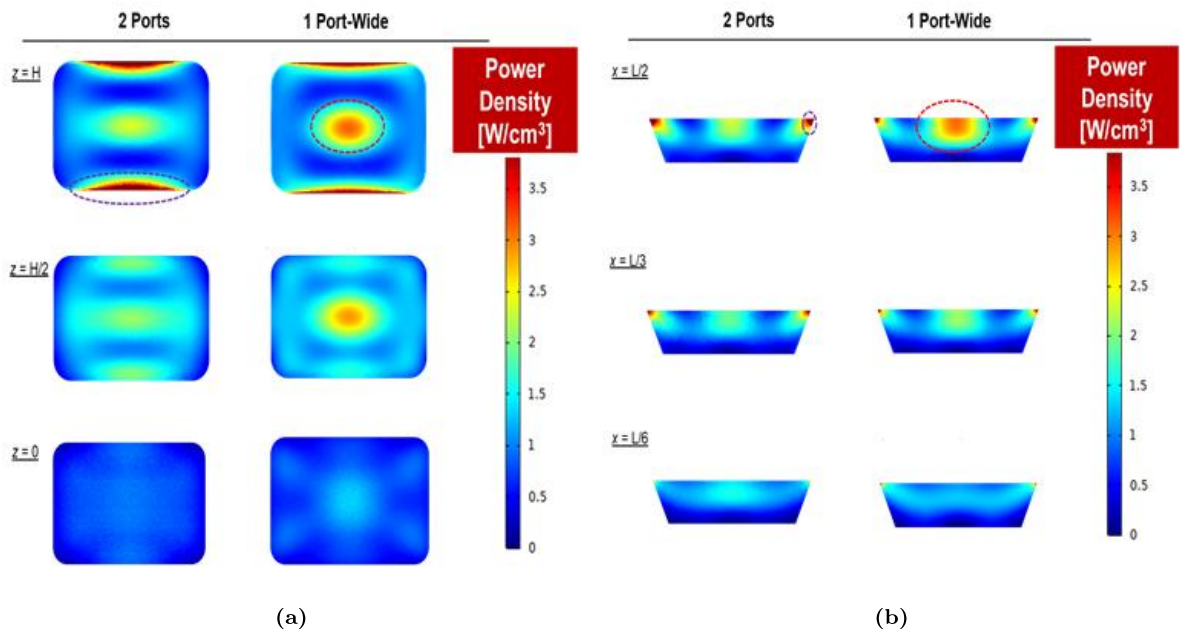 2 Ports
1 Port-Wide
z = H
Power
Density
[W/cm³]
3.5
3
2.5
2
1.5
1
0.5
0
z = H/2
z = 0
(a)
2 Ports
1 Port-Wide
x = L/2
Power
Density
[W/cm³]
3.5
3
2.5
2
1.5
1
0.5
0
x = L/3
x = L/6
(b)